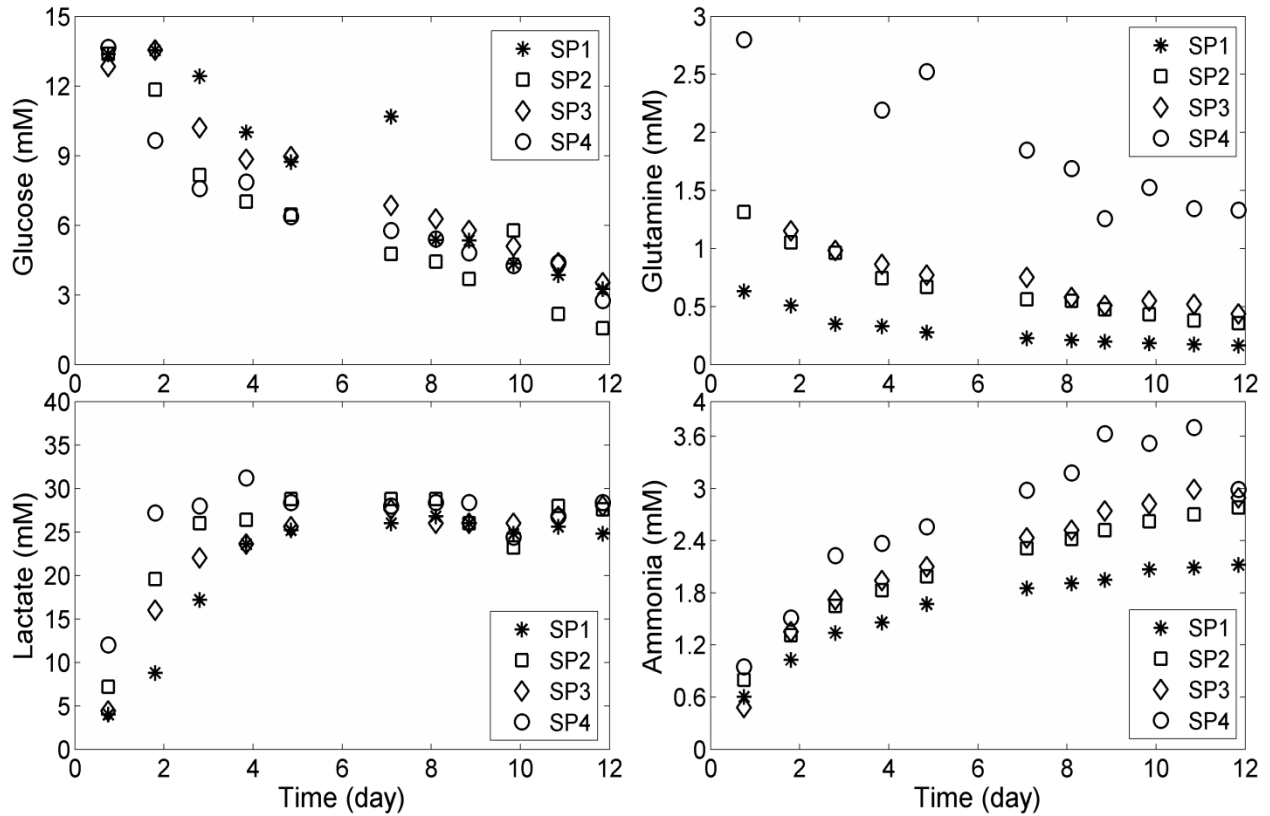 Glucose (mM)
15
12
9
6
3
0
0 2 4 6 8 10 12
SP1
SP2
SP3
SP4
Glutamine (mM)
3
2.5
2
1.5
1
0.5
0
0 2 4 6 8 10 12
SP1
SP2
SP3
SP4
Lactate (mM)
40
35
30
25
20
15
10
5
0
0 2 4 6 8 10 12
Time (day)
SP1
SP2
SP3
SP4
Ammonia (mM)
4
3.6
3
2.4
1.8
1.2
0.6
0
0 2 4 6 8 10 12
Time (day)
SP1
SP2
SP3
SP4